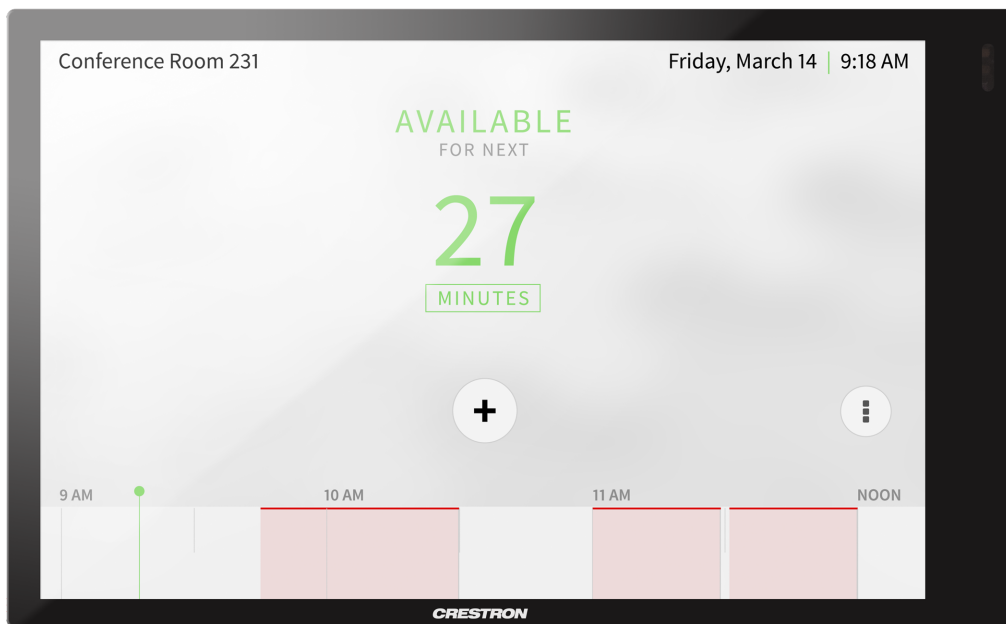 Conference Room 231
Friday, March 14 | 9:18 AM
AVAILABLE
FOR NEXT
27
MINUTES
+
9 AM
10 AM
11 AM
NOON
CRESTRON